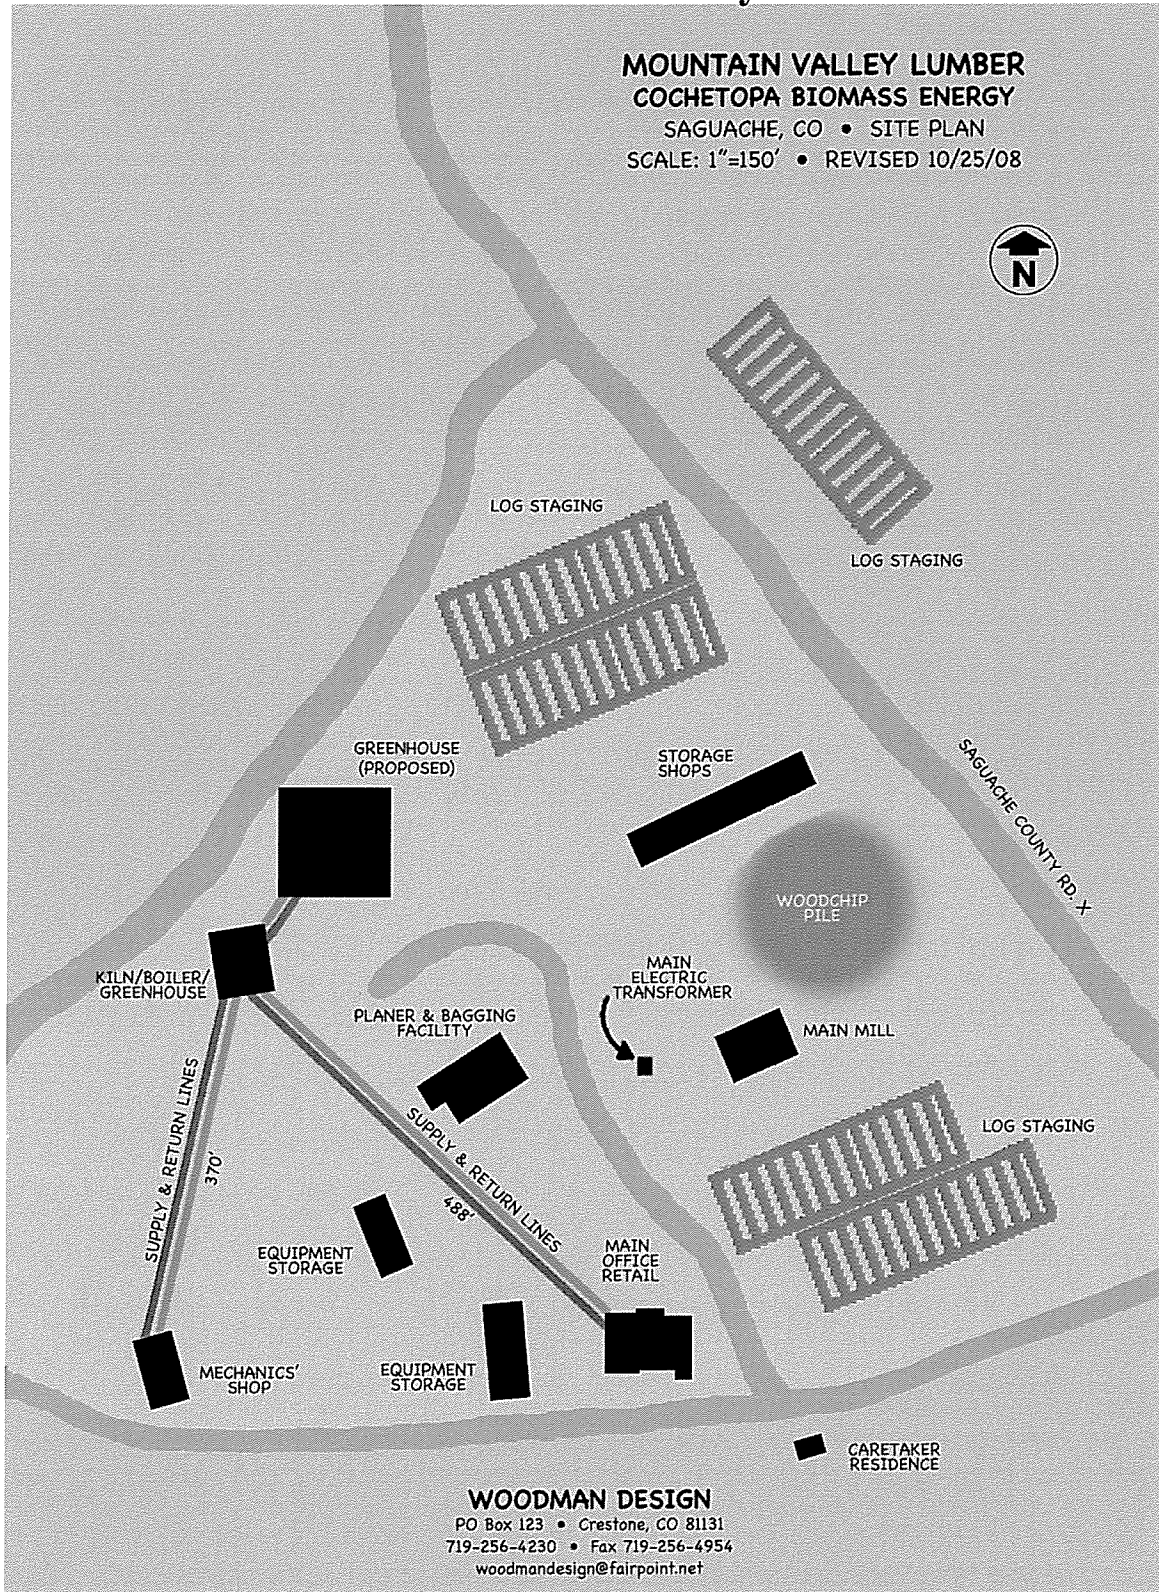 MOUNTAIN VALLEY LUMBER
COCHETOPA BIOMASS ENERGY
SAGUACHE, CO • SITE PLAN
SCALE: 1"=150' • REVISED 10/25/08
N
LOG STAGING
LOG STAGING
GREENHOUSE
(PROPOSED)
STORAGE
SHOPS
SAGUACHE COUNTY RD. X
WOODCHIP
PILE
KILN/BOILER/
GREENHOUSE
MAIN
ELECTRIC
TRANSFORMER
PLANER & BAGGING
FACILITY
MAIN MILL
SUPPLY & RETURN LINES
370'
SUPPLY & RETURN LINES
488'
LOG STAGING
EQUIPMENT
STORAGE
MAIN
OFFICE
RETAIL
MECHANICS'
SHOP
EQUIPMENT
STORAGE
CARETAKER
RESIDENCE
WOODMAN DESIGN
PO Box 123 • Crestone, CO 81131
719-256-4230 • Fax 719-256-4954
woodmandesign@fairpoint.net